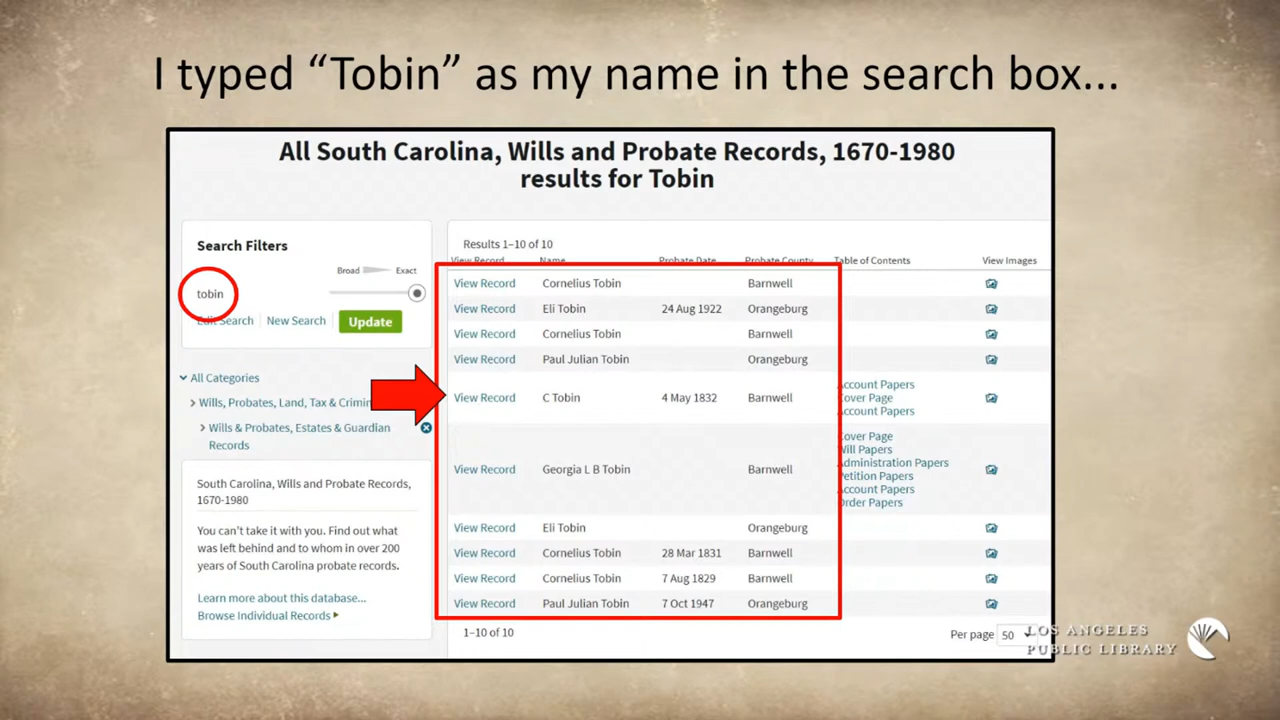 I typed “Tobin” as my name in the search box...
All South Carolina, Wills and Probate Records, 1670-1980
results for Tobin
Search Filters
Broad Exact
tobin
Edit Search New Search Update
All Categories
Wills, Probates, Land, Tax & Crimin
Wills & Probates, Estates & Guardian
Records
South Carolina, Wills and Probate Records,
1670-1980
You can't take it with you. Find out what
was left behind and to whom in over 200
years of South Carolina probate records.
Learn more about this database...
Browse Individual Records
Results 1–10 of 10
View Record Name Probate Date Probate County Table of Contents View Images
View Record Cornelius Tobin Barnwell
View Record Eli Tobin 24 Aug 1922 Orangeburg
View Record Cornelius Tobin Barnwell
View Record Paul Julian Tobin Orangeburg
View Record C Tobin 4 May 1832 Barnwell
Account Papers
Cover Page
Account Papers
View Record Georgia L B Tobin Barnwell
Cover Page
Will Papers
Administration Papers
Petition Papers
Account Papers
Order Papers
View Record Eli Tobin Orangeburg
View Record Cornelius Tobin 28 Mar 1831 Barnwell
View Record Cornelius Tobin 7 Aug 1829 Barnwell
View Record Paul Julian Tobin 7 Oct 1947 Orangeburg
1–10 of 10
Per page 50
LOS ANGELES
PUBLIC LIBRARY